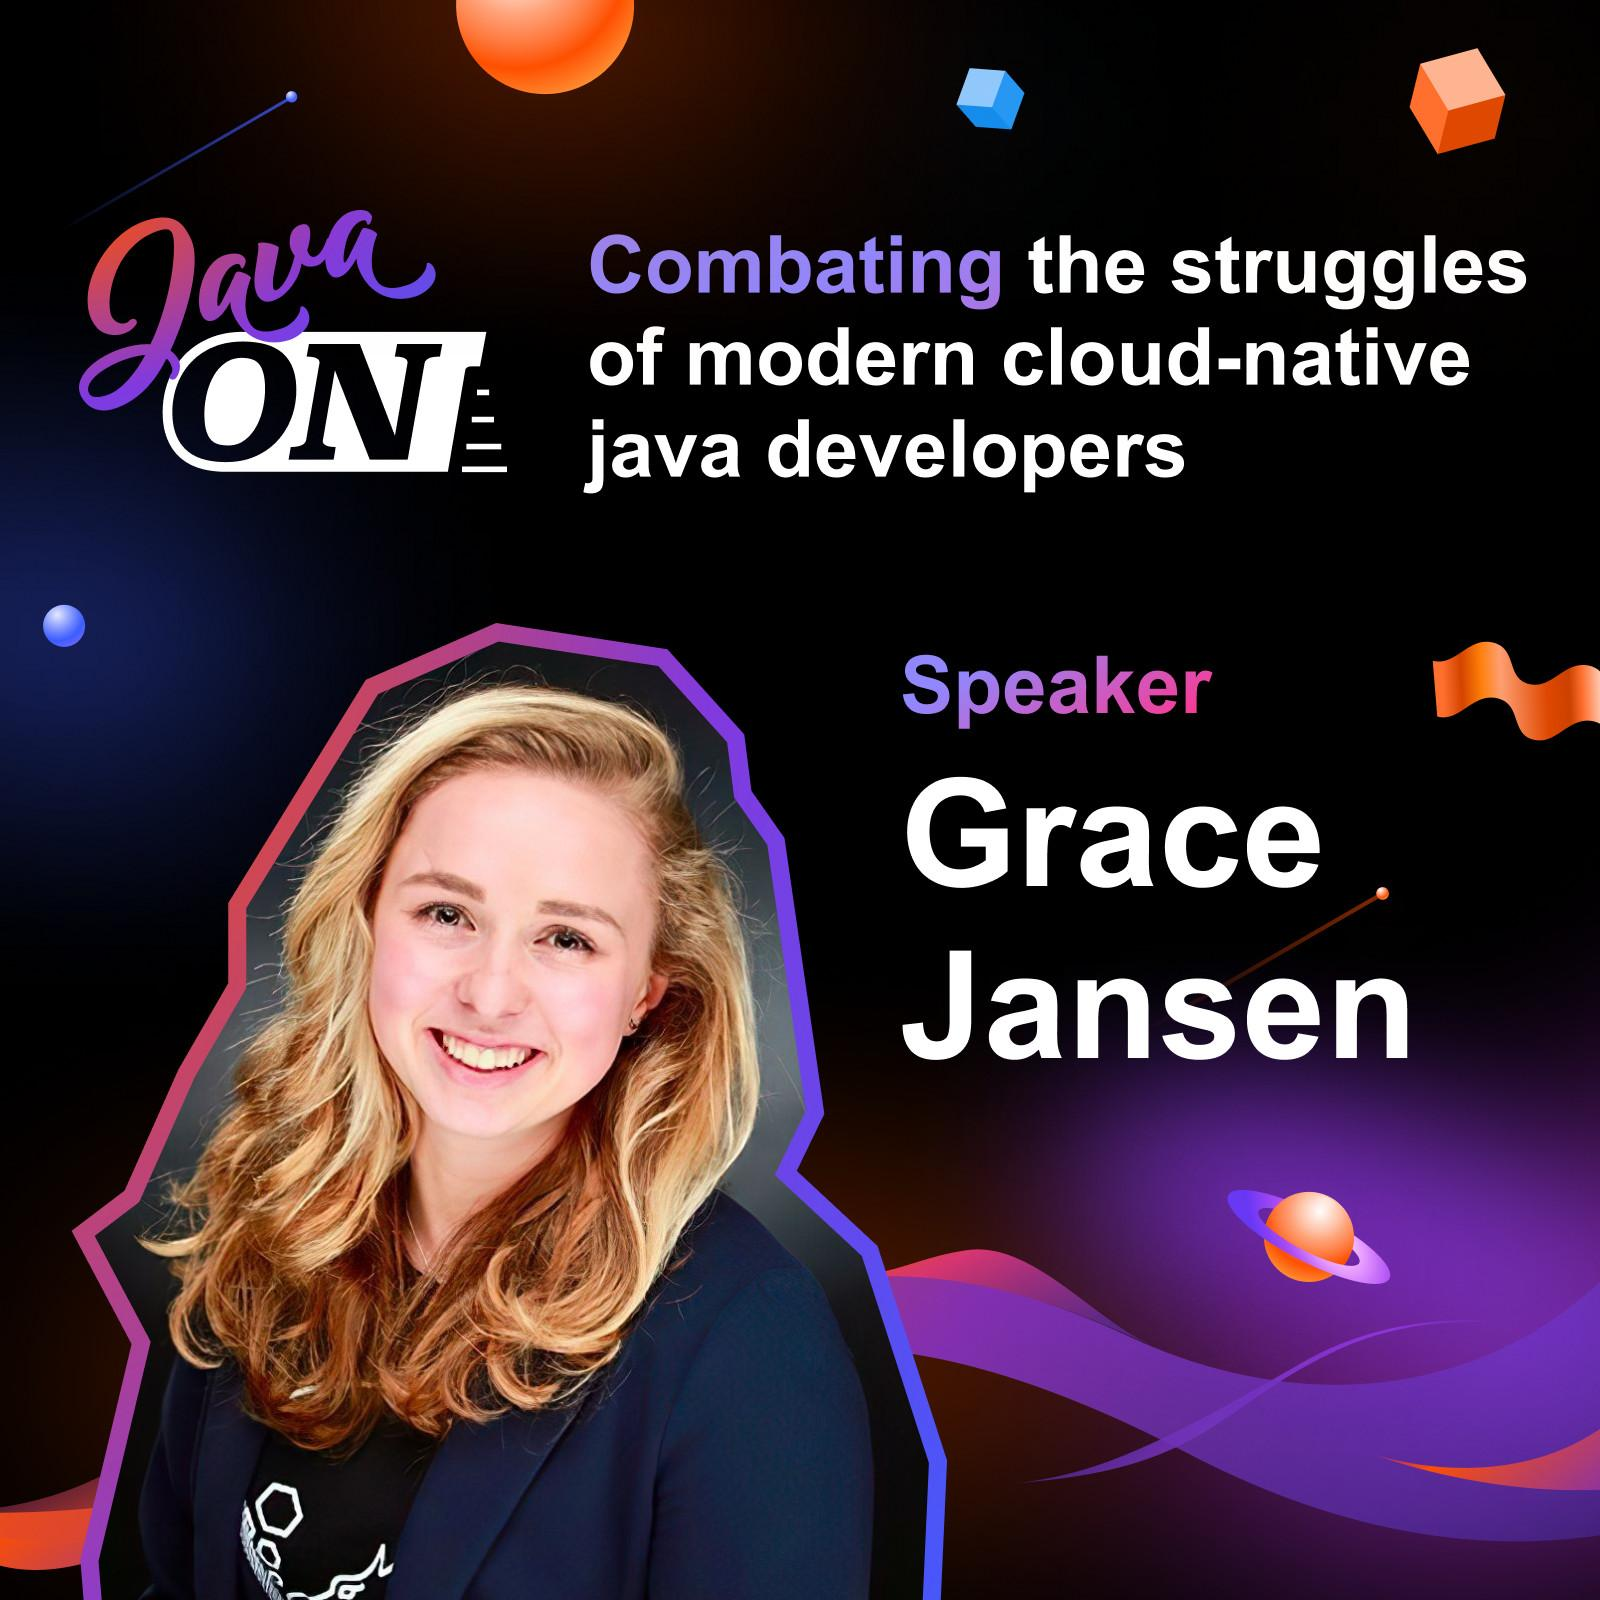 Java
ON
Combating the struggles
of modern cloud-native
java developers
Speaker
Grace
Jansen